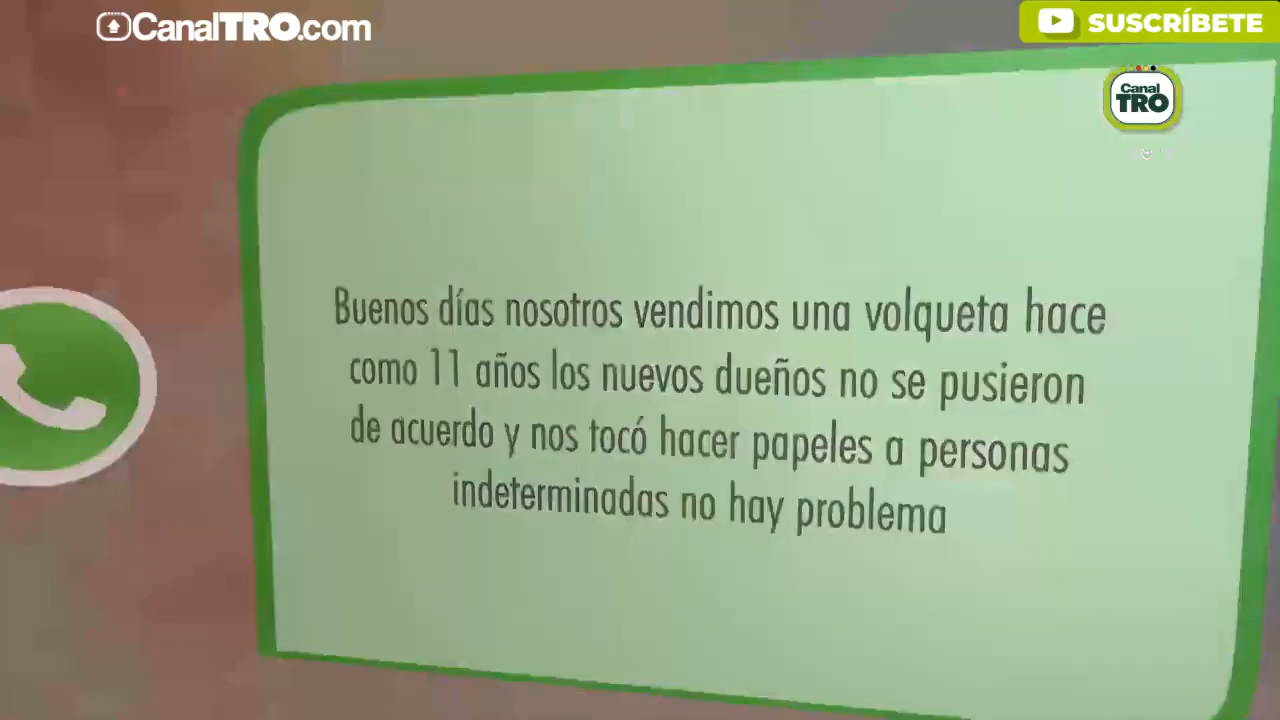 CanalTRO.com
SUSCRÍBETE
Canal
TRO
Buenos días nosotros vendimos una volqueta hace
como 11 años los nuevos dueños no se pusieron
de acuerdo y nos tocó hacer papeles a personas
indeterminadas no hay problema